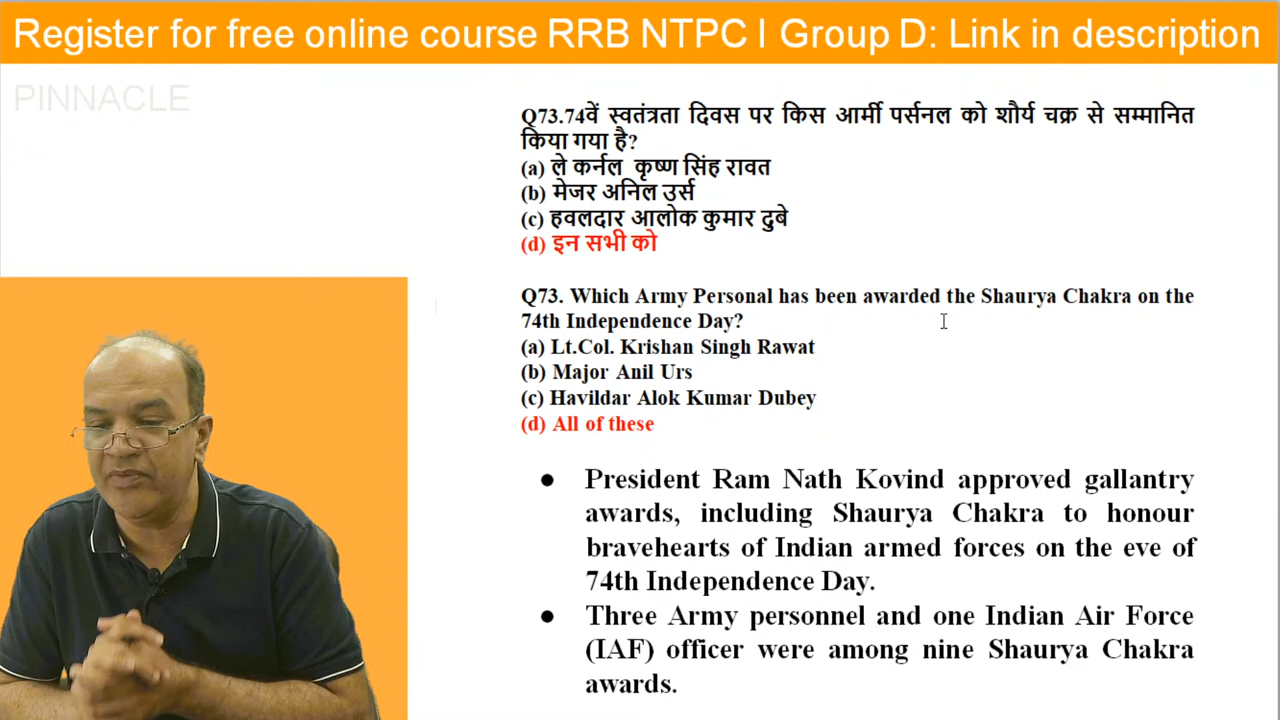 Register for free online course RRB NTPC I Group D: Link in description
PINNACLE
Q73.74वें स्वतंत्रता दिवस पर किस आर्मी पर्सनल को शौर्य चक्र से सम्मानित
किया गया है?
(a) ले कर्नल कृष्ण सिंह रावत
(b) मेजर अनिल उर्स
(c) हवलदार आलोक कुमार दुबे
(d) इन सभी को
Q73. Which Army Personal has been awarded the Shaurya Chakra on the
74th Independence Day?
(a) Lt.Col. Krishan Singh Rawat
(b) Major Anil Urs
(c) Havildar Alok Kumar Dubey
(d) All of these
● President Ram Nath Kovind approved gallantry
awards, including Shaurya Chakra to honour
bravehearts of Indian armed forces on the eve of
74th Independence Day.
● Three Army personnel and one Indian Air Force
(IAF) officer were among nine Shaurya Chakra
awards.